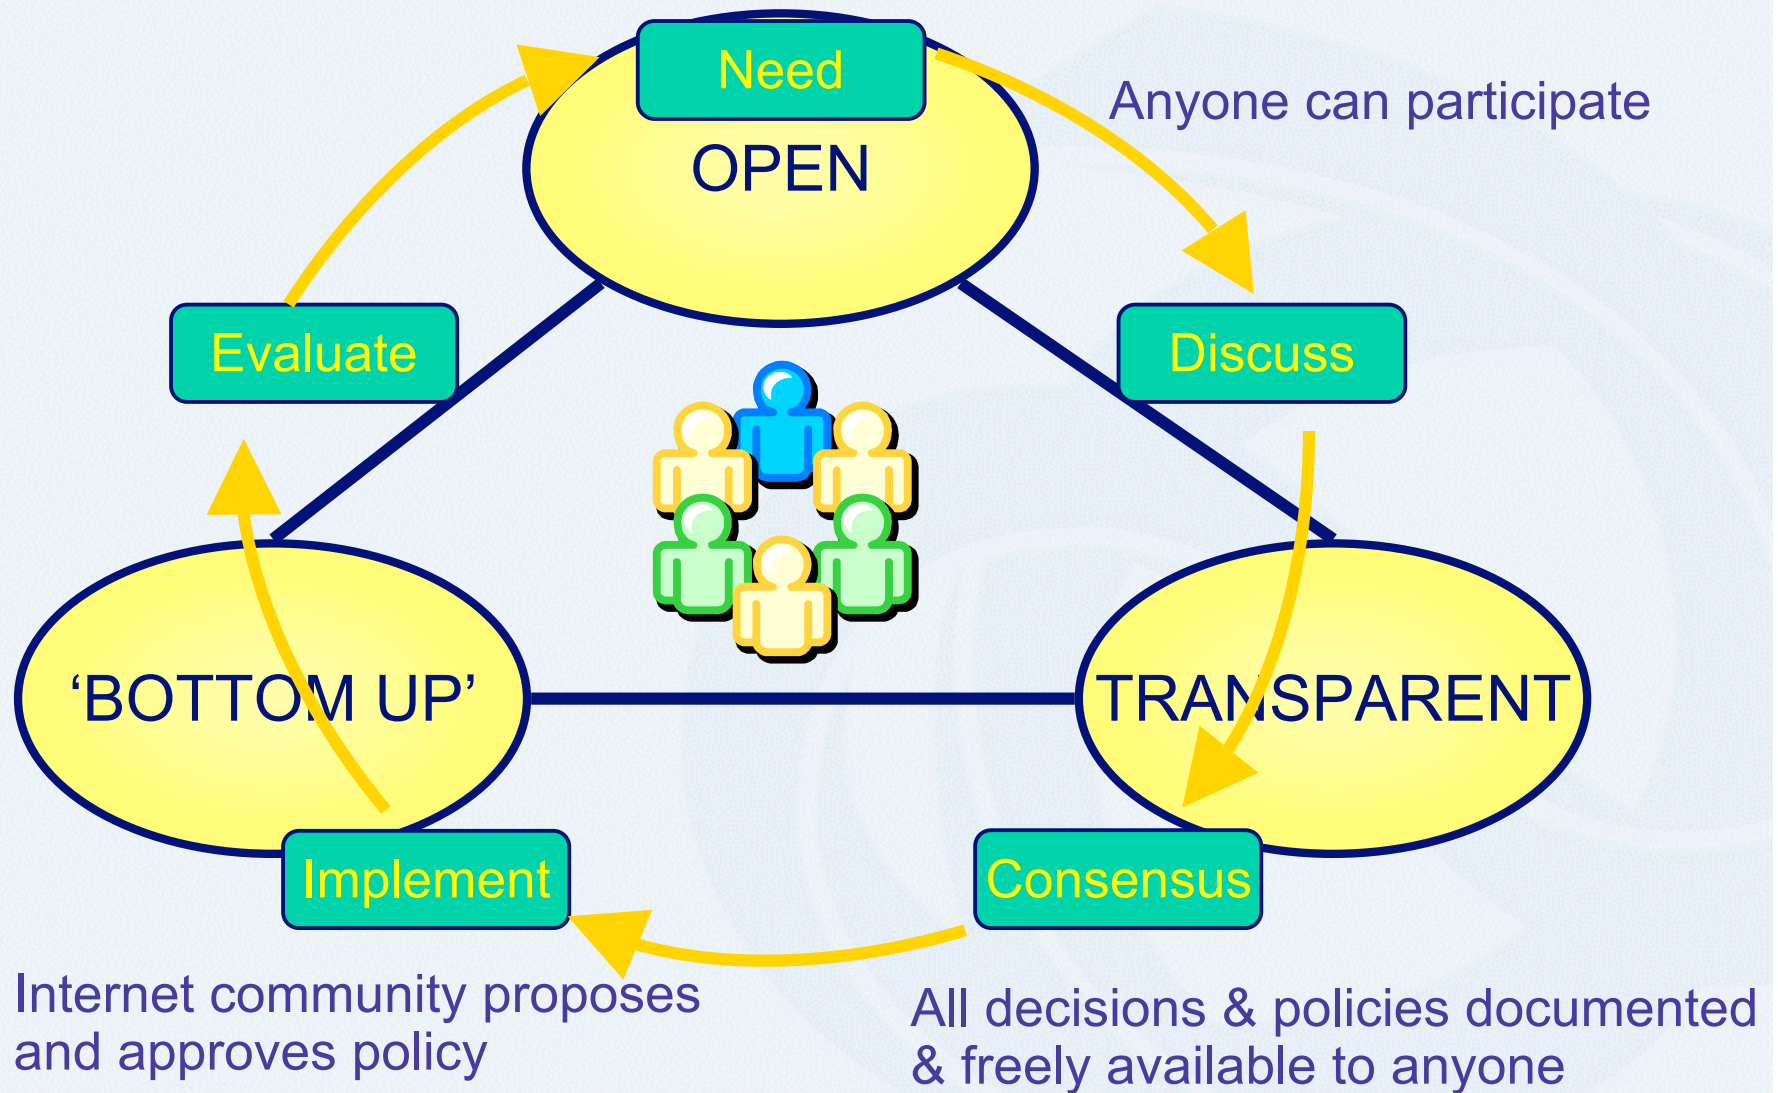 Need
Anyone can participate
OPEN
Evaluate
Discuss
‘BOTTOM UP’
TRANSPARENT
Implement
Consensus
Internet community proposes
and approves policy
All decisions & policies documented
& freely available to anyone